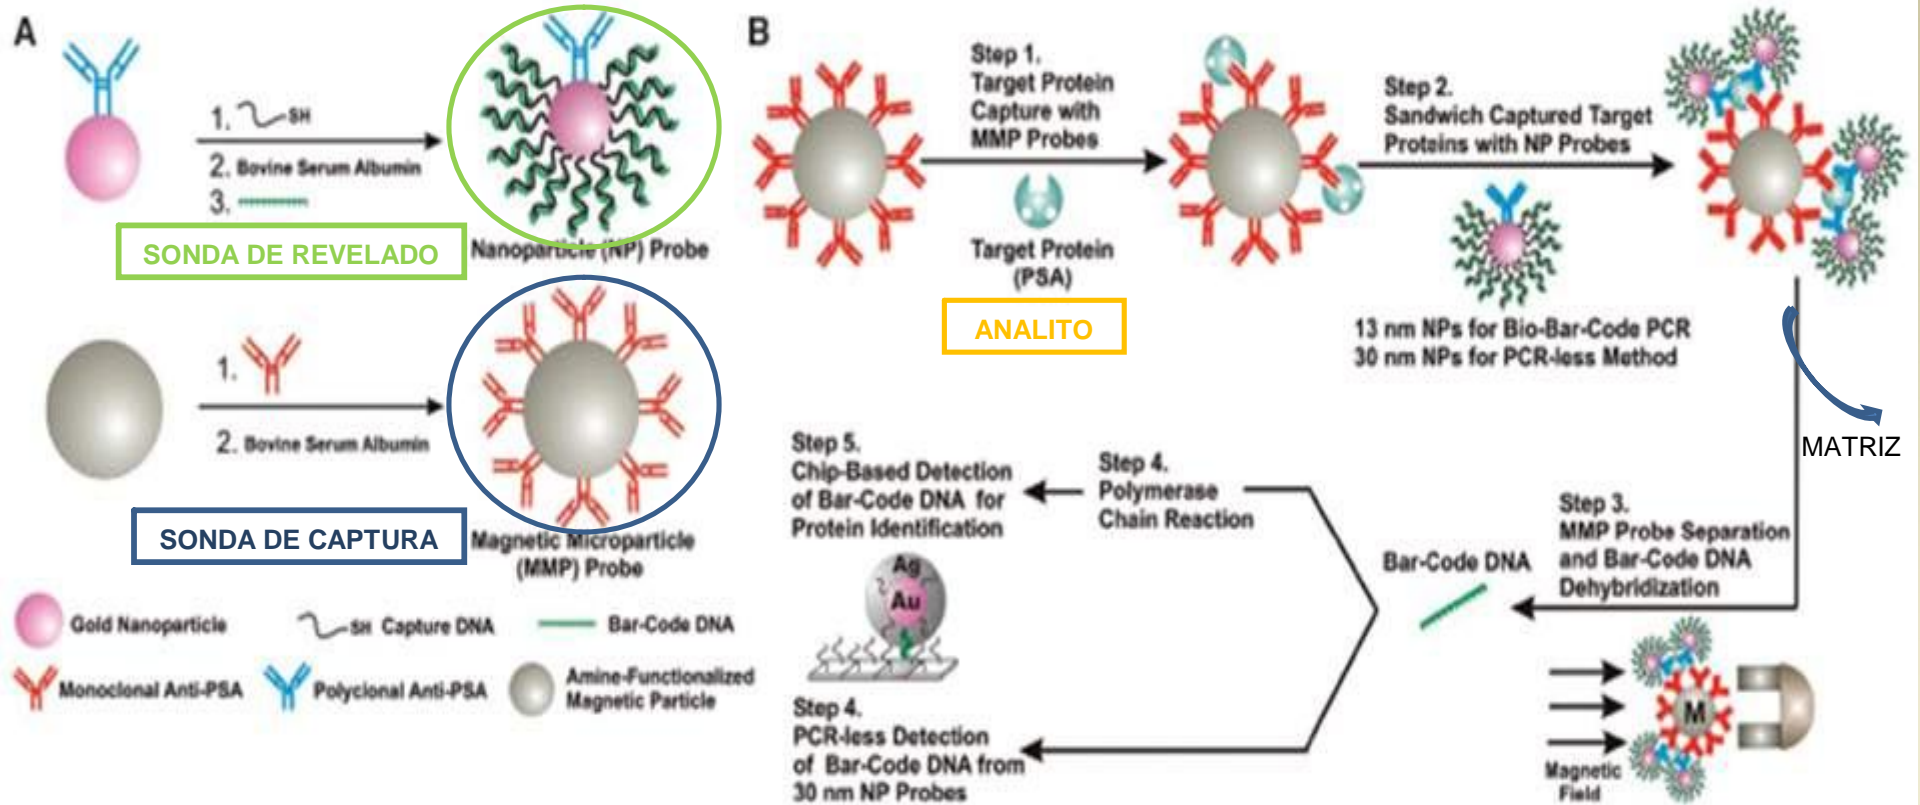 A
1. SH
2. Bovine Serum Albumin
3.
SONDA DE REVELADO
Nanoparticle (NP) Probe
1.
2. Bovine Serum Albumin
SONDA DE CAPTURA
Magnetic Microparticle
(MMP) Probe
Gold Nanoparticle
SH Capture DNA
Bar-Code DNA
Monoclonal Anti-PSA
Polyclonal Anti-PSA
Amine-Functionalized
Magnetic Particle
B
Step 1.
Target Protein
Capture with
MMP Probes
Target Protein
(PSA)
ANALITO
Step 2.
Sandwich Captured Target
Proteins with NP Probes
13 nm NPs for Bio-Bar-Code PCR
30 nm NPs for PCR-less Method
MATRIZ
Step 3.
MMP Probe Separation
and Bar-Code DNA
Dehybridization
M
Magnetic
Field
Bar-Code DNA
Step 4.
Polymerase
Chain Reaction
Step 5.
Chip-Based Detection
of Bar-Code DNA for
Protein Identification
Ag
Au
Step 4.
PCR-less Detection
of Bar-Code DNA from
30 nm NP Probes